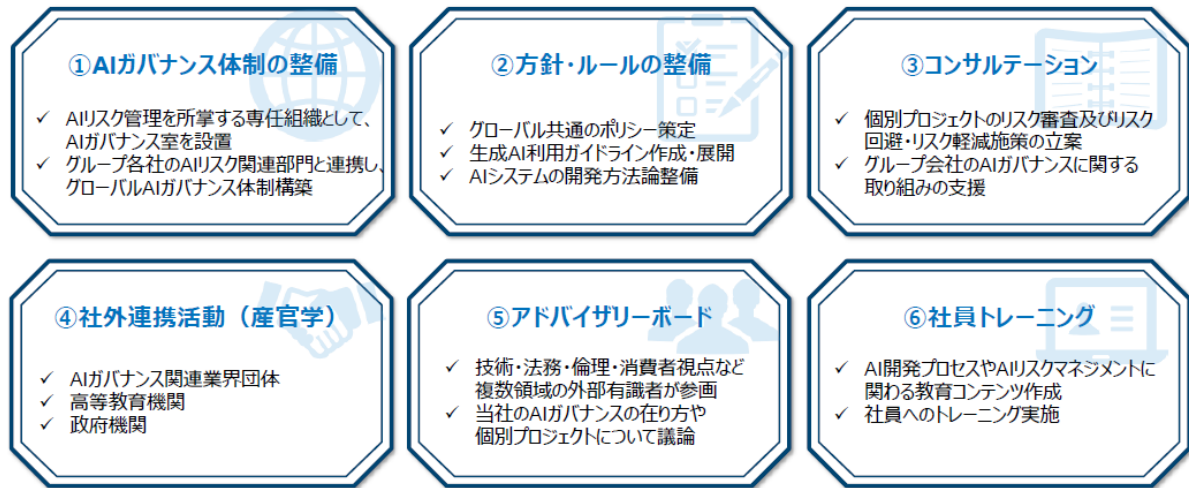 ①AIガバナンス体制の整備
✓ AIリスク管理を所掌する専任組織として、
AIガバナンス室を設置
✓ グループ各社のAIリスク関連部門と連携し、
グローバルAIガバナンス体制構築
②方針・ルールの整備
✓ グローバル共通のポリシー策定
✓ 生成AI利用ガイドライン作成・展開
✓ AIシステムの開発方法論整備
③コンサルテーション
✓ 個別プロジェクトのリスク審査及びリスク
回避・リスク軽減施策の立案
✓ グループ会社のAIガバナンスに関する
取り組みの支援
④社外連携活動（産官学）
✓ AIガバナンス関連業界団体
✓ 高等教育機関
✓ 政府機関
⑤アドバイザリーボード
✓ 技術・法務・倫理・消費者視点など
複数領域の外部有識者が参画
✓ 当社のAIガバナンスの在り方や
個別プロジェクトについて議論
⑥社員トレーニング
✓ AI開発プロセスやAIリスクマネジメントに
関わる教育コンテンツ作成
✓ 社員へのトレーニング実施